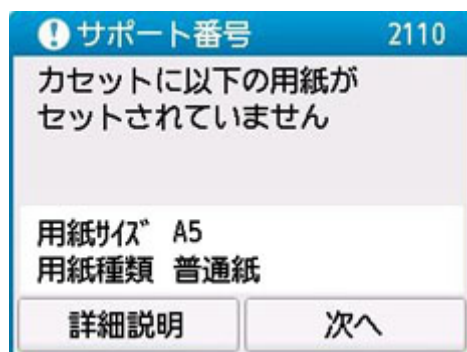 サポート番号 2110
カセットに以下の用紙が
セットされていません
用紙ｻｲｽﾞ A5
用紙種類 普通紙
詳細説明 次へ